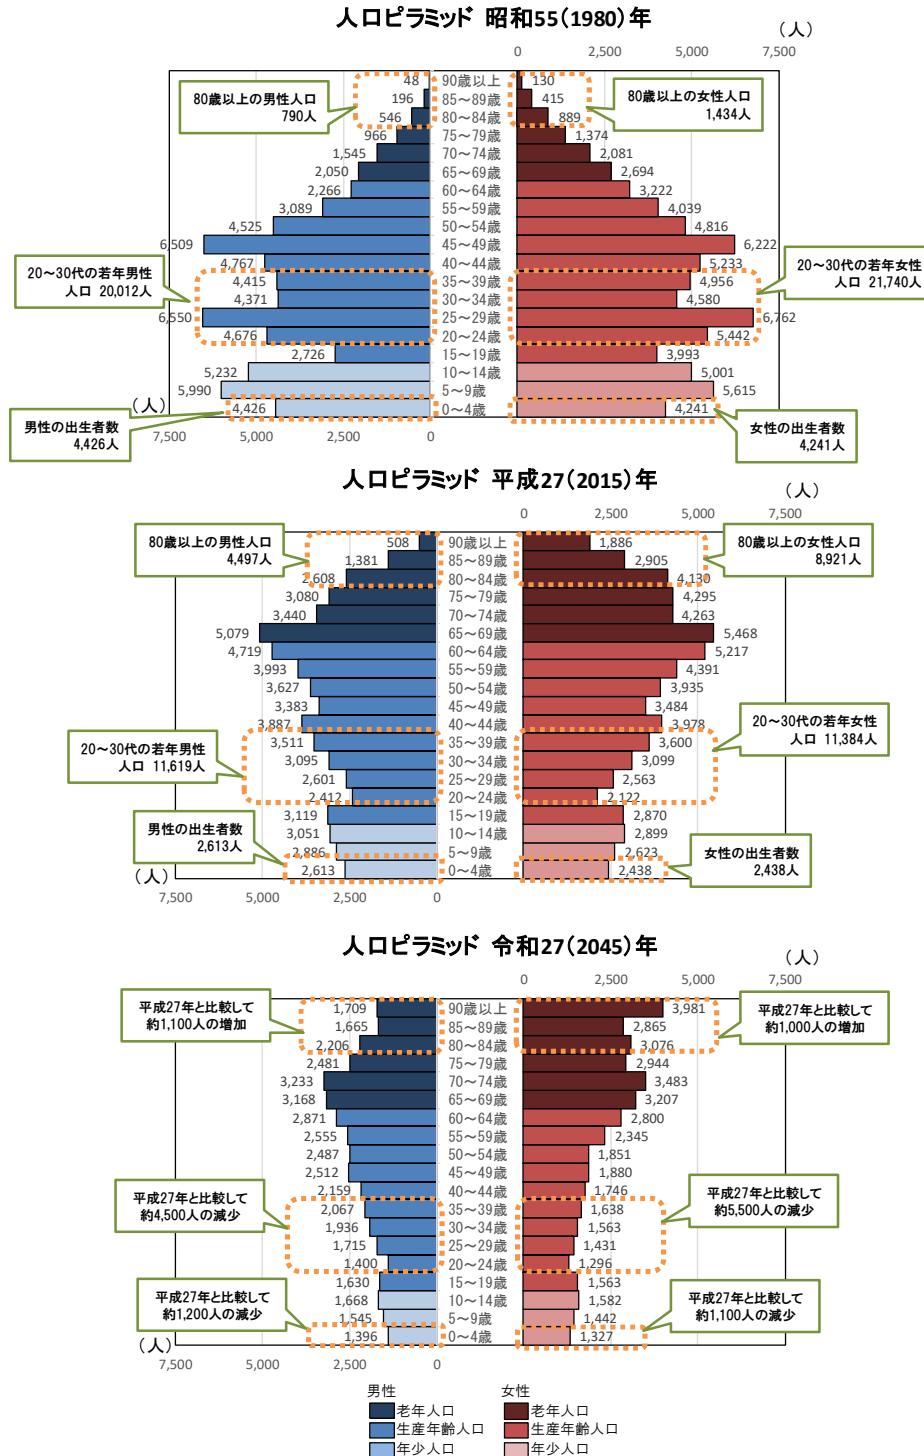 人口ピラミッド 昭和55(1980)年
(人)
0 2,500 5,000 7,500
80歳以上の男性人口
790人
80歳以上の女性人口
1,434人
48 90歳以上 130
196 85～89歳 415
546 80～84歳 889
966 75～79歳 1,374
1,545 70～74歳 2,081
2,050 65～69歳 2,694
2,266 60～64歳 3,222
3,089 55～59歳 4,039
4,525 50～54歳 4,816
6,509 45～49歳 6,222
4,767 40～44歳 5,233
20～30代の若年男性
人口 20,012人
20～30代の若年女性
人口 21,740人
4,415 35～39歳 4,956
4,371 30～34歳 4,580
6,550 25～29歳 6,762
4,676 20～24歳 5,442
2,726 15～19歳 3,993
5,232 10～14歳 5,001
5,990 5～9歳 5,615
4,426 0～4歳 4,241
(人)
男性の出生者数
4,426人
女性の出生者数
4,241人
7,500 5,000 2,500 0
人口ピラミッド 平成27(2015)年
(人)
0 2,500 5,000 7,500
80歳以上の男性人口
4,497人
80歳以上の女性人口
8,921人
508 90歳以上 1,886
1,381 85～89歳 2,905
2,608 80～84歳 4,130
3,080 75～79歳 4,295
3,440 70～74歳 4,263
5,079 65～69歳 5,468
4,719 60～64歳 5,217
3,993 55～59歳 4,391
3,627 50～54歳 3,935
3,383 45～49歳 3,484
3,887 40～44歳 3,978
20～30代の若年男性
人口 11,619人
20～30代の若年女性
人口 11,384人
3,511 35～39歳 3,600
3,095 30～34歳 3,099
2,601 25～29歳 2,563
2,412 20～24歳 2,122
3,119 15～19歳 2,870
3,051 10～14歳 2,899
2,886 5～9歳 2,623
2,613 0～4歳 2,438
男性の出生者数
2,613人
女性の出生者数
2,438人
(人)
7,500 5,000 2,500 0
人口ピラミッド 令和27(2045)年
(人)
0 2,500 5,000 7,500
平成27年と比較して
約1,100人の増加
平成27年と比較して
約1,000人の増加
1,709 90歳以上 3,981
1,665 85～89歳 2,865
2,206 80～84歳 3,076
2,481 75～79歳 2,944
3,233 70～74歳 3,483
3,168 65～69歳 3,207
2,871 60～64歳 2,800
2,555 55～59歳 2,345
2,487 50～54歳 1,851
2,512 45～49歳 1,880
2,159 40～44歳 1,746
平成27年と比較して
約4,500人の減少
平成27年と比較して
約5,500人の減少
2,067 35～39歳 1,638
1,936 30～34歳 1,563
1,715 25～29歳 1,431
1,400 20～24歳 1,296
1,630 15～19歳 1,563
1,668 10～14歳 1,582
1,545 5～9歳 1,442
1,396 0～4歳 1,327
平成27年と比較して
約1,200人の減少
平成27年と比較して
約1,100人の減少
(人)
7,500 5,000 2,500 0
男性 女性
老年人口 老年人口
生産年齢人口 生産年齢人口
年少人口 年少人口